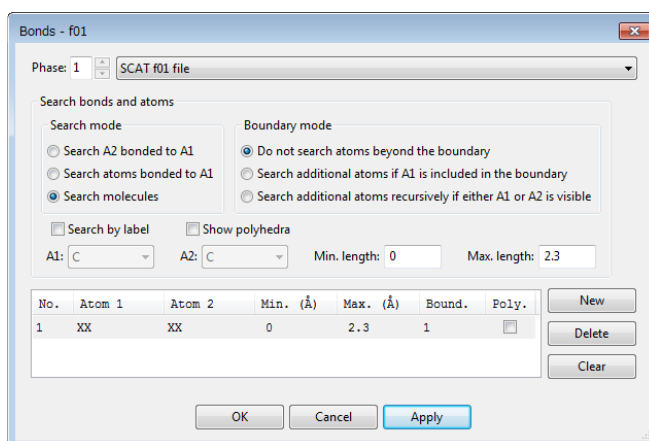 Bonds - f01
Phase: 1 SCAT f01 file
Search bonds and atoms
Search mode
Boundary mode
Search A2 bonded to A1
Do not search atoms beyond the boundary
Search atoms bonded to A1
Search additional atoms if A1 is included in the boundary
Search molecules
Search additional atoms recursively if either A1 or A2 is visible
Search by label Show polyhedra
A1: C A2: C Min. length: 0 Max. length: 2.3
No. Atom 1 Atom 2 Min. (Å) Max. (Å) Bound. Poly.
1 XX XX 0 2.3 1
New
Delete
Clear
OK Cancel Apply